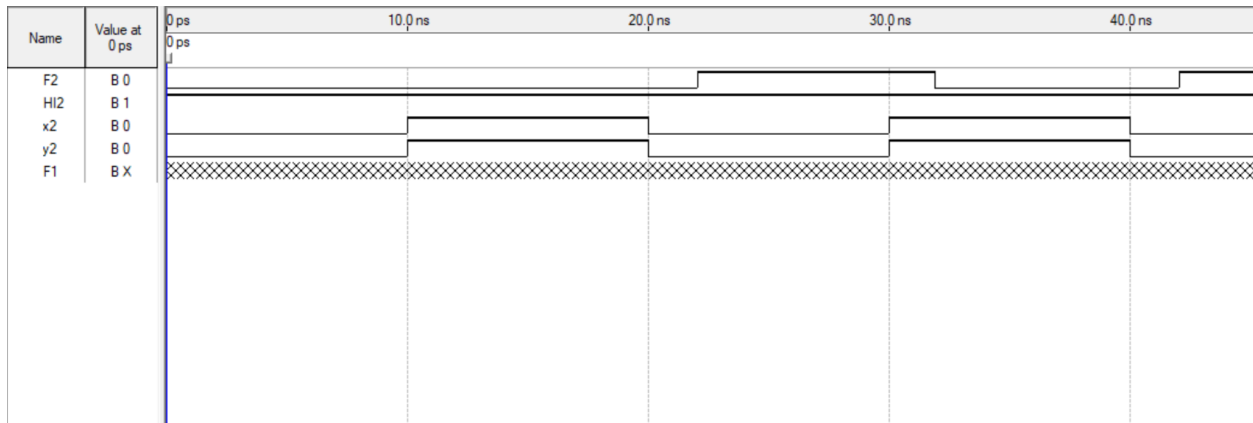 Name Value at 0 ps 0 ps 10.0 ns 20.0 ns 30.0 ns 40.0 ns
0 ps
F2 B 0
HI2 B 1
x2 B 0
y2 B 0
F1 B X